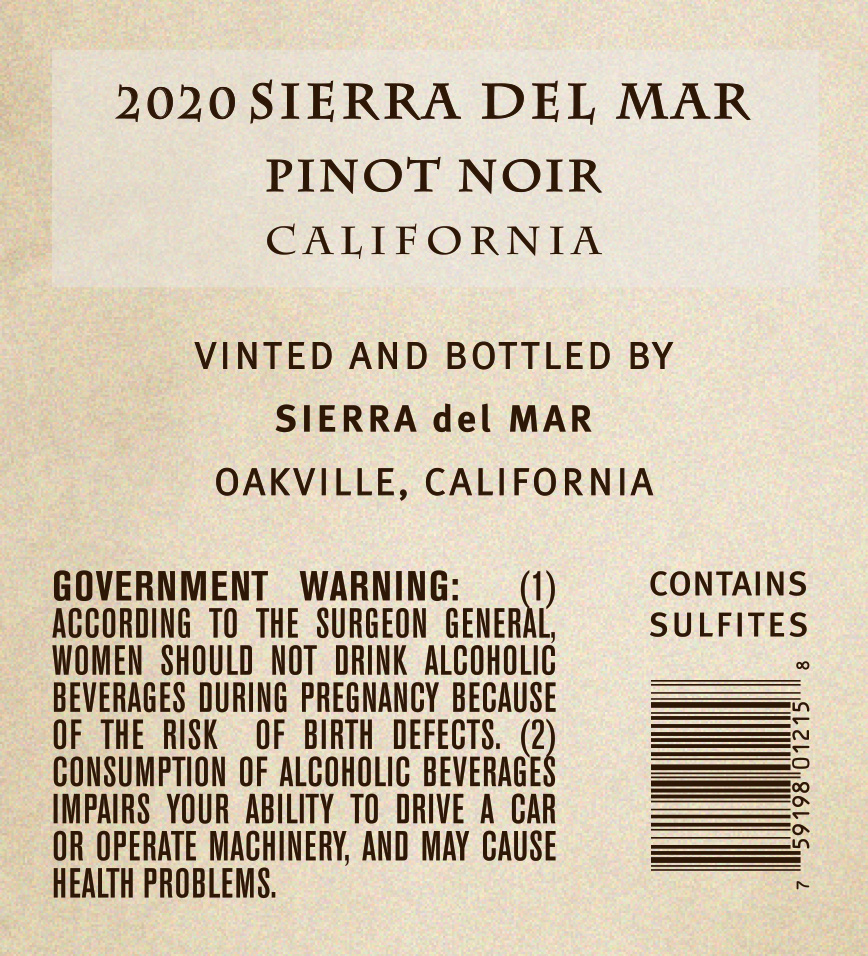 2020 SIERRA DEL MAR
PINOT NOIR
CALIFORNIA
VINTED AND BOTTLED BY
SIERRA del MAR
OAKVILLE, CALIFORNIA
GOVERNMENT WARNING: (1)
ACCORDING TO THE SURGEON GENERAL,
WOMEN SHOULD NOT DRINK ALCOHOLIC
BEVERAGES DURING PREGNANCY BECAUSE
OF THE RISK OF BIRTH DEFECTS. (2)
CONSUMPTION OF ALCOHOLIC BEVERAGES
IMPAIRS YOUR ABILITY TO DRIVE A CAR
OR OPERATE MACHINERY, AND MAY CAUSE
HEALTH PROBLEMS.
CONTAINS
SULFITES
7 59198 01215 8